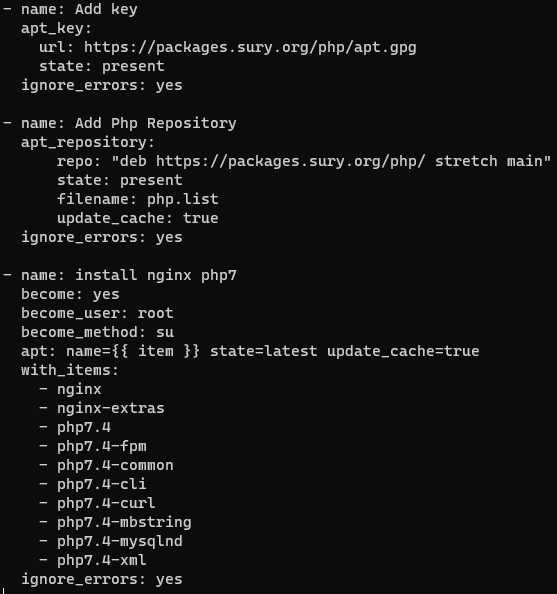 - name: Add key
  apt_key:
    url: https://packages.sury.org/php/apt.gpg
    state: present
  ignore_errors: yes

- name: Add Php Repository
  apt_repository:
      repo: "deb https://packages.sury.org/php/ stretch main"
      state: present
      filename: php.list
      update_cache: true
  ignore_errors: yes

- name: install nginx php7
  become: yes
  become_user: root
  become_method: su
  apt: name={{ item }} state=latest update_cache=true
  with_items:
    - nginx
    - nginx-extras
    - php7.4
    - php7.4-fpm
    - php7.4-common
    - php7.4-cli
    - php7.4-curl
    - php7.4-mbstring
    - php7.4-mysqlnd
    - php7.4-xml
  ignore_errors: yes